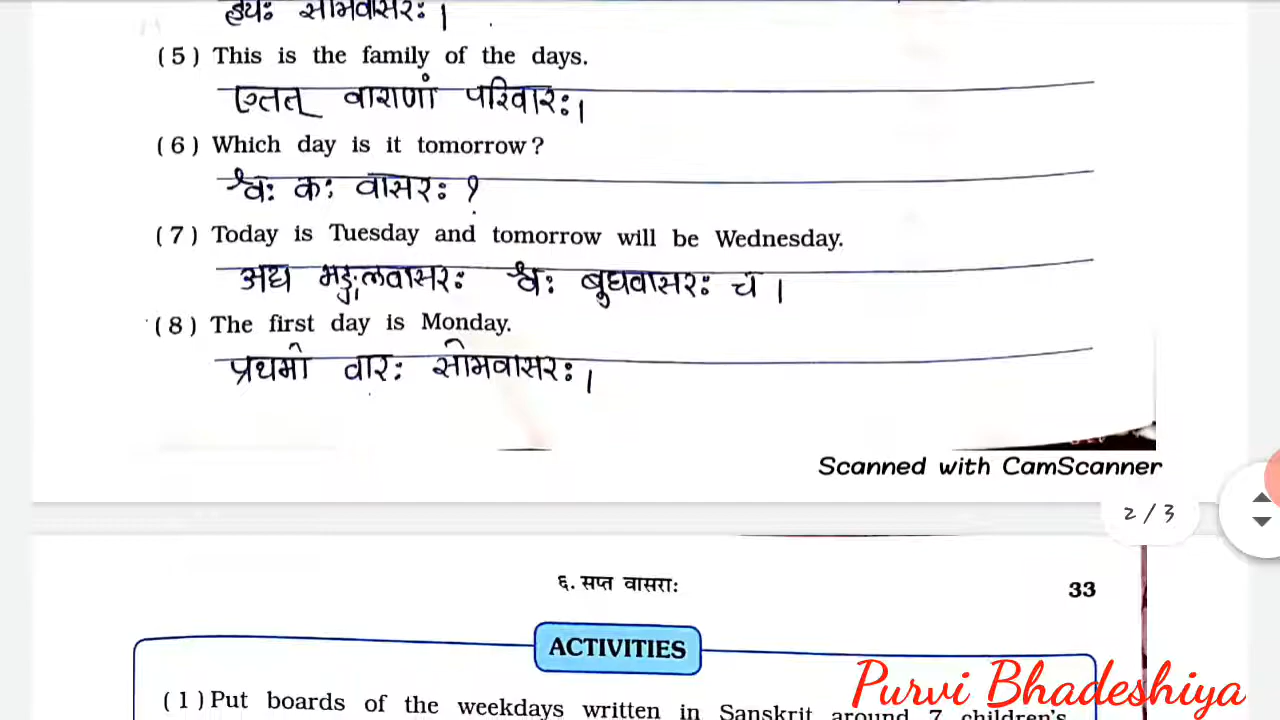 ह्यः सोमवासरः।
(5) This is the family of the days.
एतत् वाराणां परिवारः।
(6) Which day is it tomorrow?
श्वः कः वासरः ?
(7) Today is Tuesday and tomorrow will be Wednesday.
अद्य मङ्गलवासरः श्वः बुधवासरः च ।
(8) The first day is Monday.
प्रथमो वारः सोमवासरः।
Scanned with CamScanner
2/3
६. सप्त वासराः
33
ACTIVITIES
(1) Put boards of the weekdays written in Sanskrit around 7 children's
Purvi Bhadeshiya